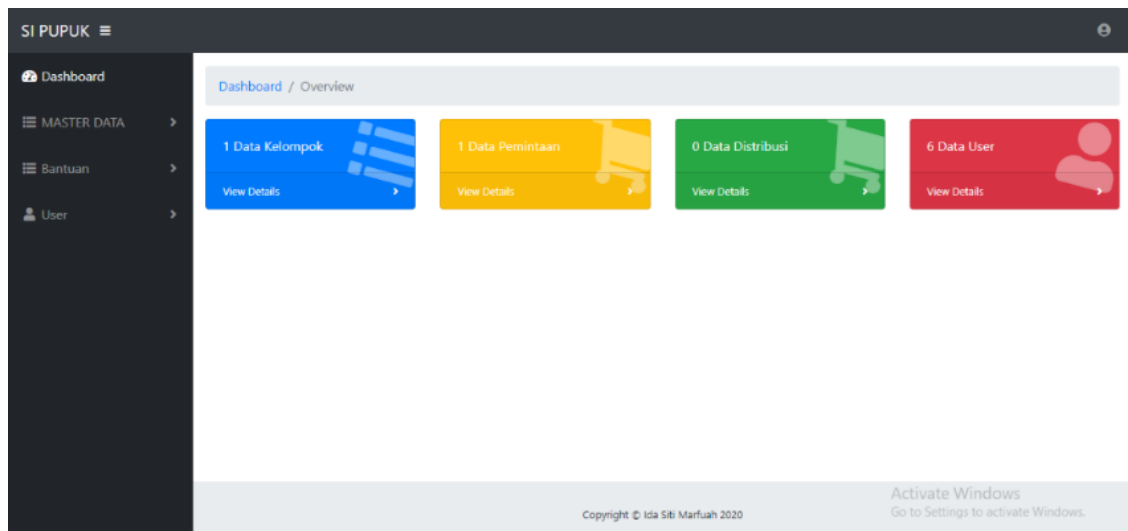 SI PUPUK
Dashboard
MASTER DATA
Bantuan
User
Dashboard / Overview
1 Data Kelompok
View Details
1 Data Pemintaan
View Details
0 Data Distribusi
View Details
6 Data User
View Details
Copyright © Ida Siti Marfuah 2020
Activate Windows
Go to Settings to activate Windows.